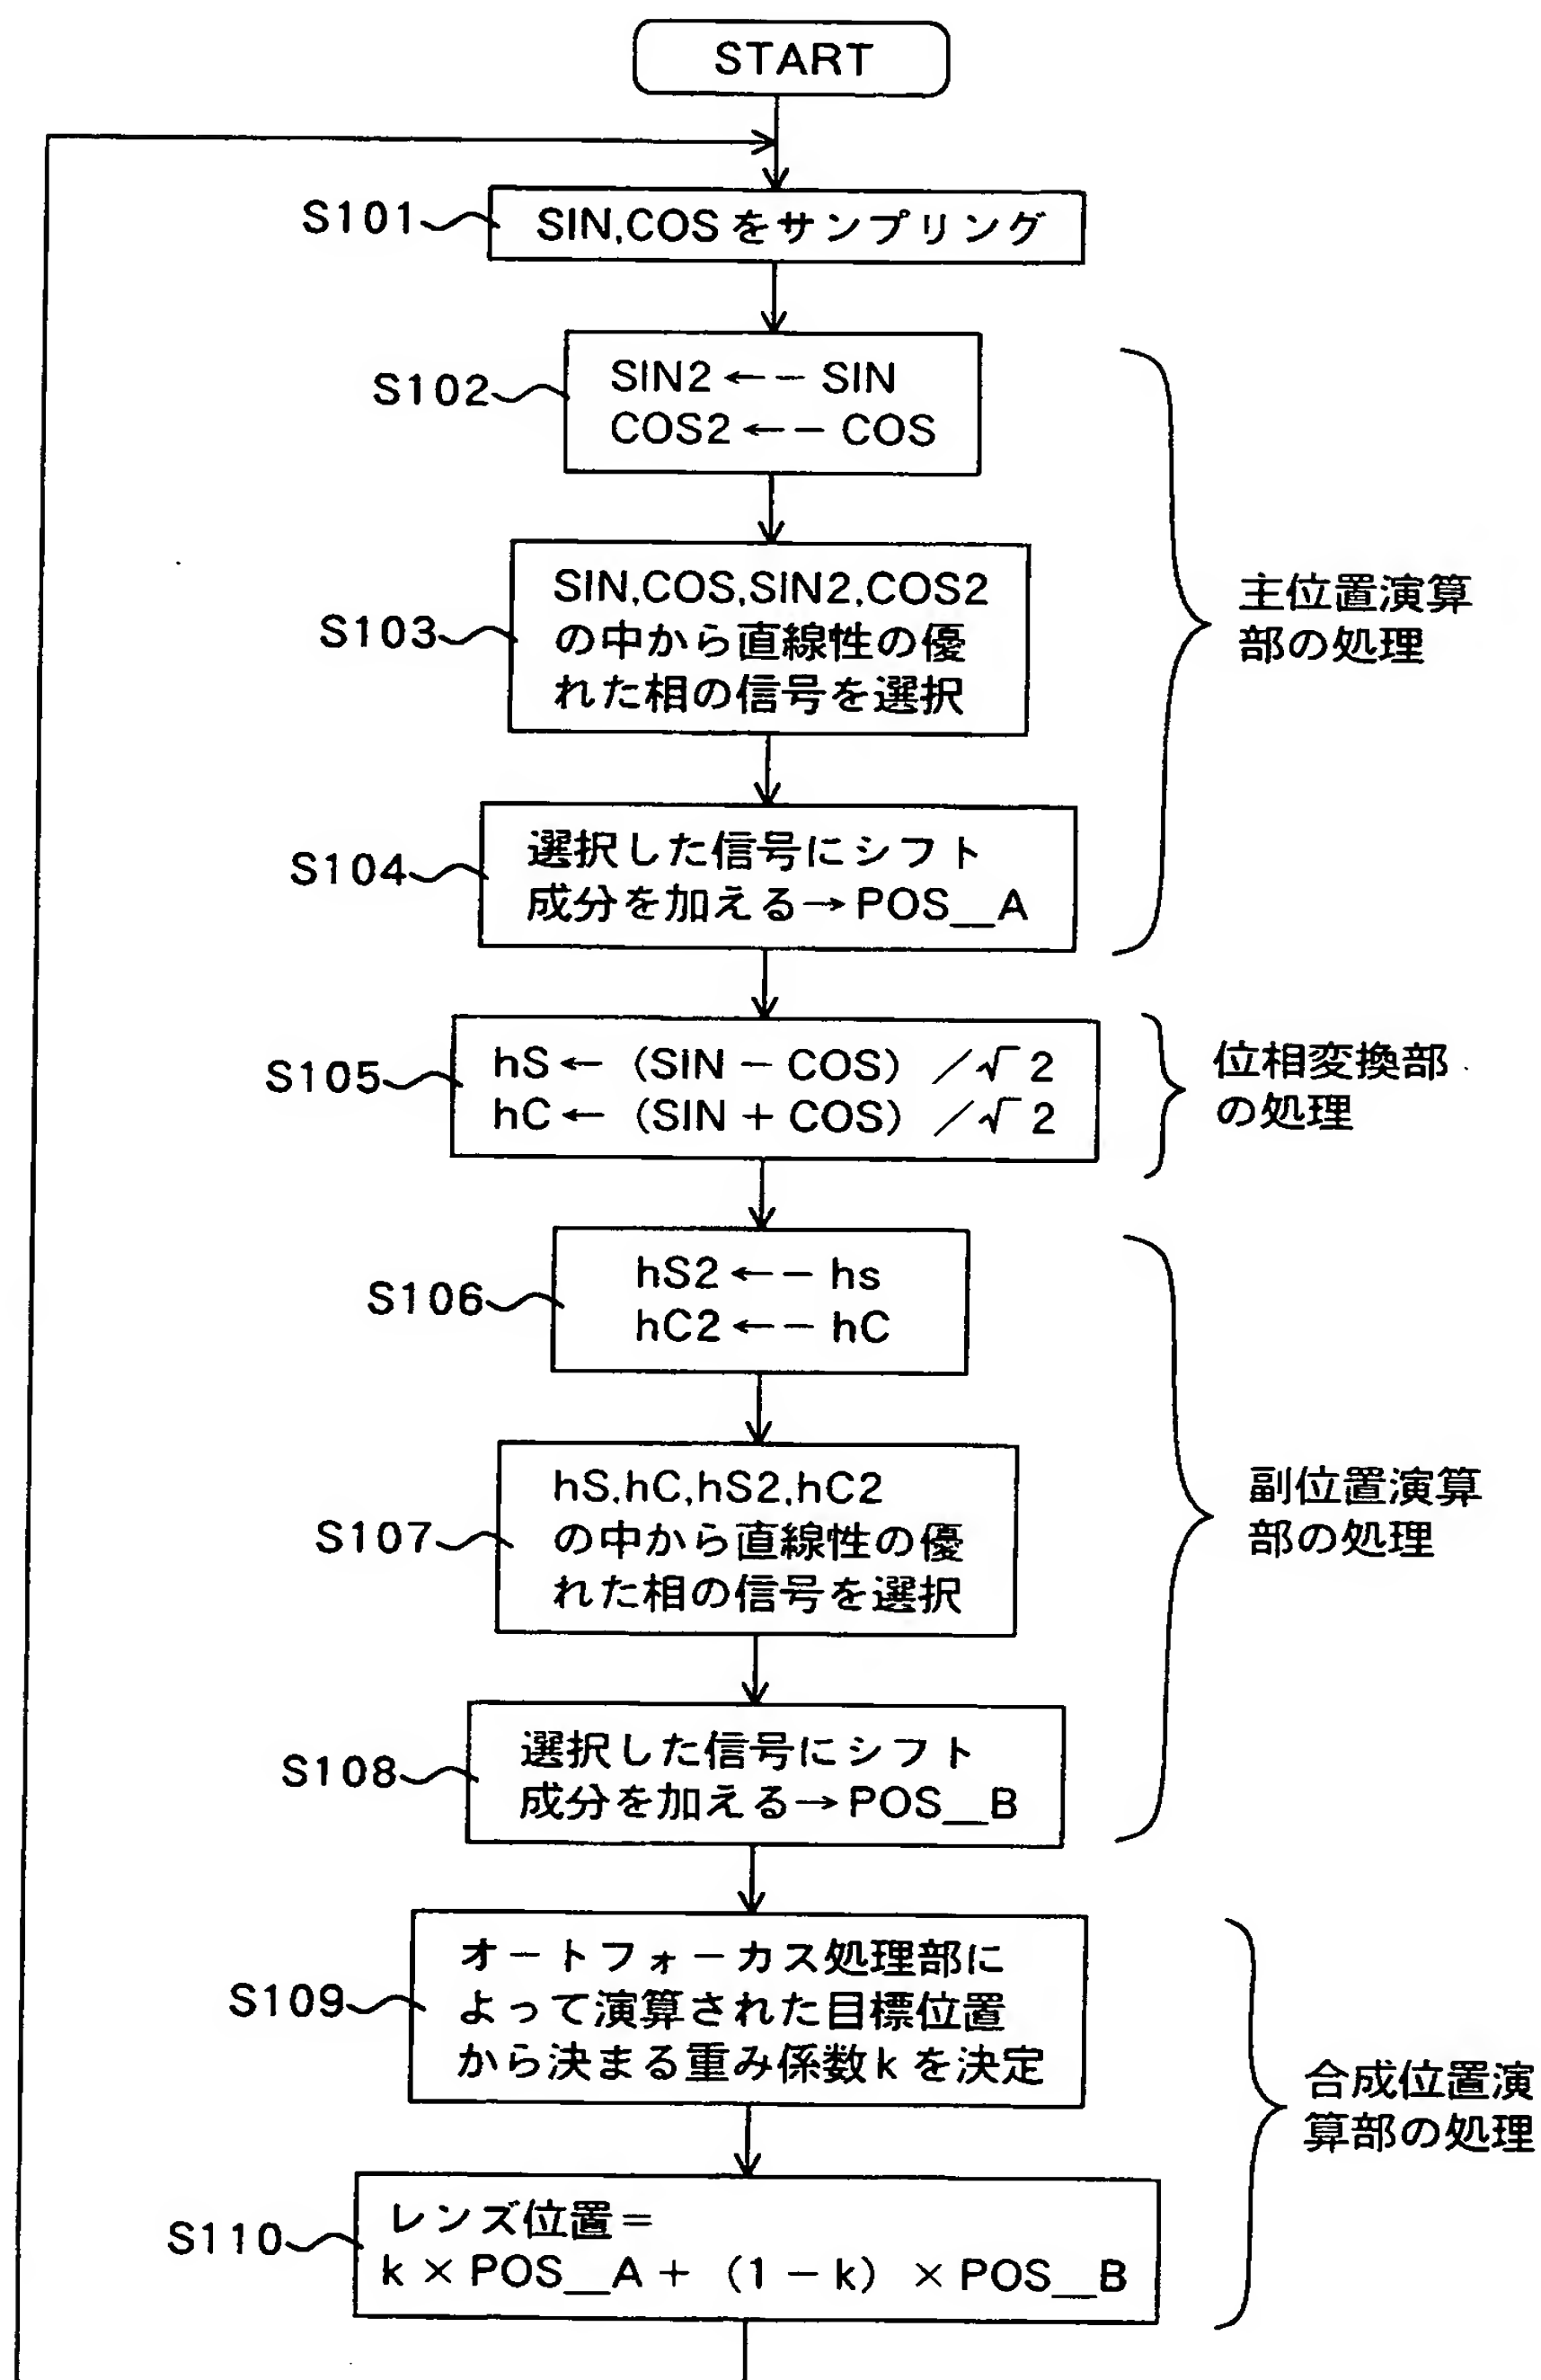 START
S101
SIN,COSをサンプリング
S102
SIN2←−SIN
COS2←−COS
S103
SIN,COS,SIN2,COS2
の中から直線性の優
れた相の信号を選択
S104
選択した信号にシフト
成分を加える→POS__A
主位置演算
部の処理
S105
hS←(SIN−COS)/√2
hC←(SIN+COS)/√2
位相変換部
の処理
S106
hS2←−hs
hC2←−hC
S107
hS,hC,hS2,hC2
の中から直線性の優
れた相の信号を選択
S108
選択した信号にシフト
成分を加える→POS__B
副位置演算
部の処理
S109
オートフォーカス処理部に
よって演算された目標位置
から決まる重み係数kを決定
S110
レンズ位置=
k×POS__A+(1−k)×POS__B
合成位置演
算部の処理